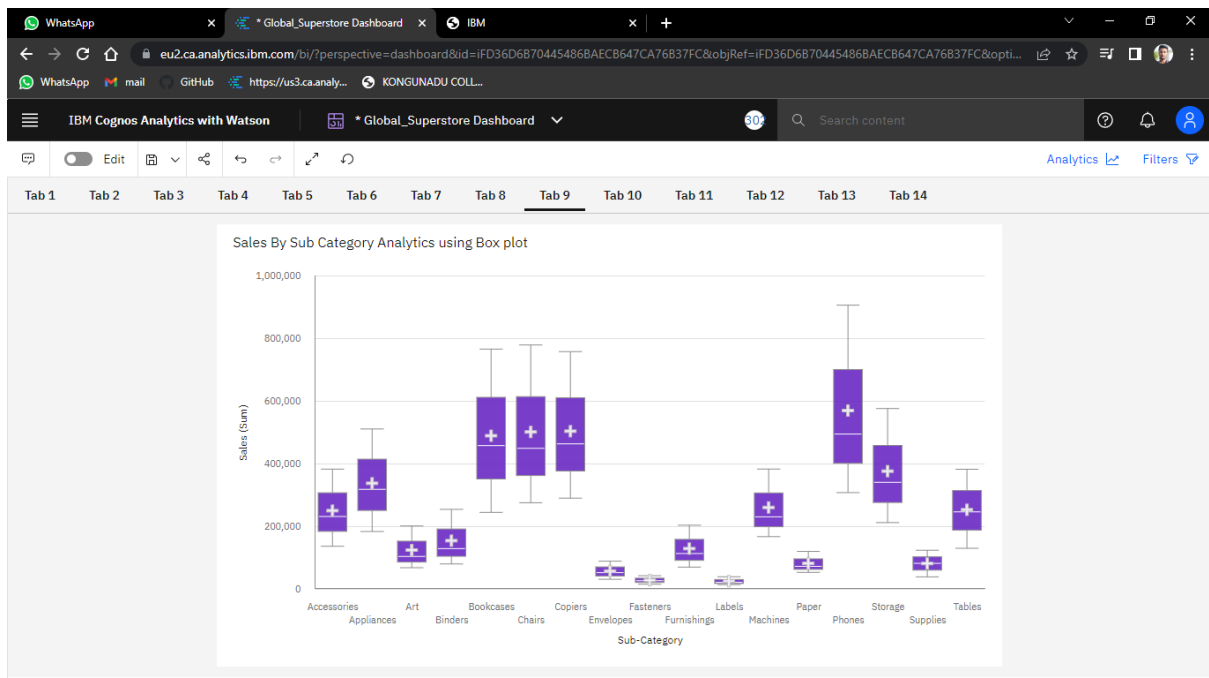 WhatsApp
* Global_Superstore Dashboard
IBM
eu2.ca.analytics.ibm.com/bi/?perspective=dashboard&id=iFD36D6B70445486BAECB647CA76B37FC&objRef=iFD36D6B70445486BAECB647CA76B37FC&opti...
WhatsApp mail GitHub https://us3.ca.analy... KONGUNADU COLL...
IBM Cognos Analytics with Watson * Global_Superstore Dashboard 302 Search content
Edit Analytics Filters
Tab 1 Tab 2 Tab 3 Tab 4 Tab 5 Tab 6 Tab 7 Tab 8 Tab 9 Tab 10 Tab 11 Tab 12 Tab 13 Tab 14
Sales By Sub Category Analytics using Box plot
1,000,000
800,000
600,000
400,000
200,000
0
Sales (Sum)
Accessories Art Bookcases Copiers Fasteners Labels Paper Storage Tables
Appliances Binders Chairs Envelopes Furnishings Machines Phones Supplies
Sub-Category